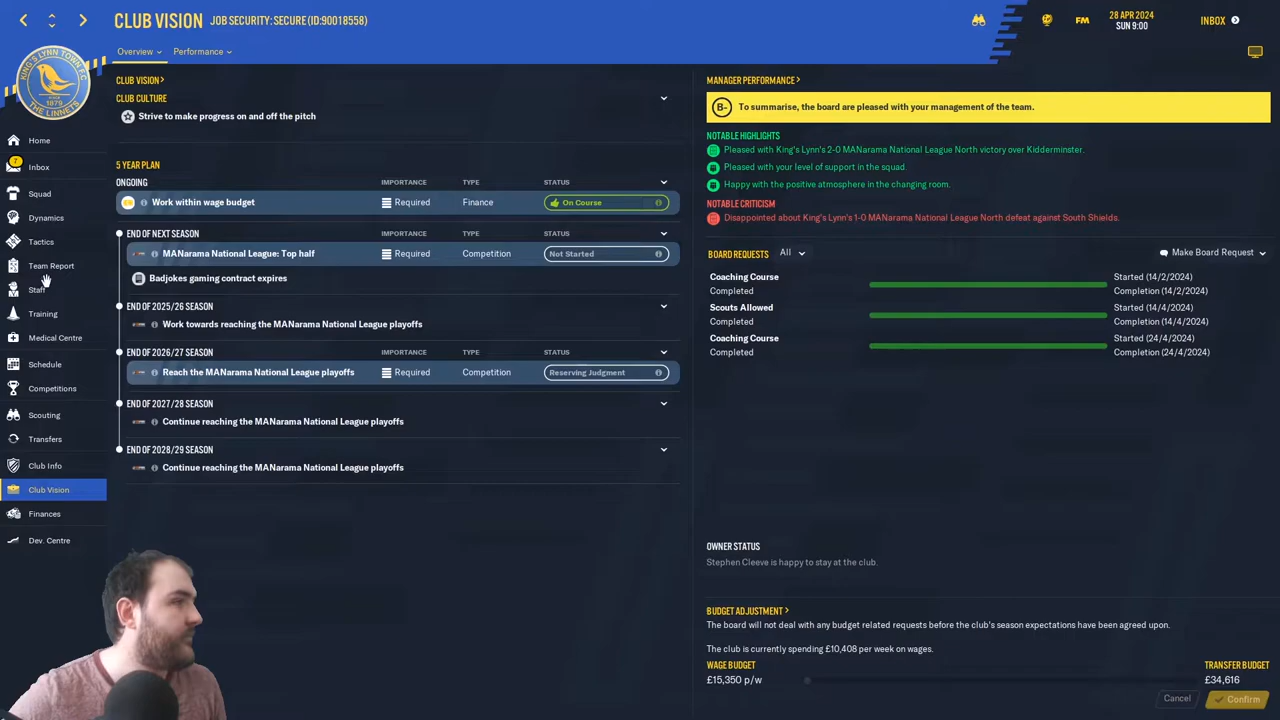 CLUB VISION JOB SECURITY: SECURE (ID:90018558)
28 APR 2024
SUN 9:00
INBOX
FM
Overview
Performance
KING'S LYNN TOWN F.C
1879
THE LINNETS
Home
7
Inbox
Squad
Dynamics
Tactics
Team Report
Staff
Training
Medical Centre
Schedule
Competitions
Scouting
Transfers
Club Info
Club Vision
Finances
Dev. Centre
CLUB VISION >
CLUB CULTURE
Strive to make progress on and off the pitch
5 YEAR PLAN
ONGOING IMPORTANCE TYPE STATUS
Work within wage budget Required Finance On Course
END OF NEXT SEASON IMPORTANCE TYPE STATUS
MANarama National League: Top half Required Competition Not Started
Badjokes gaming contract expires
END OF 2025/26 SEASON
Work towards reaching the MANarama National League playoffs
END OF 2026/27 SEASON IMPORTANCE TYPE STATUS
Reach the MANarama National League playoffs Required Competition Reserving Judgment
END OF 2027/28 SEASON
Continue reaching the MANarama National League playoffs
END OF 2028/29 SEASON
Continue reaching the MANarama National League playoffs
MANAGER PERFORMANCE >
B- To summarise, the board are pleased with your management of the team.
NOTABLE HIGHLIGHTS
Pleased with King's Lynn's 2-0 MANarama National League North victory over Kidderminster.
Pleased with your level of support in the squad.
Happy with the positive atmosphere in the changing room.
NOTABLE CRITICISM
Disappointed about King's Lynn's 1-0 MANarama National League North defeat against South Shields.
BOARD REQUESTS All Make Board Request
Coaching Course Started (14/2/2024)
Completed Completion (14/2/2024)
Scouts Allowed Started (14/4/2024)
Completed Completion (14/4/2024)
Coaching Course Started (24/4/2024)
Completed Completion (24/4/2024)
OWNER STATUS
Stephen Cleeve is happy to stay at the club.
BUDGET ADJUSTMENT >
The board will not deal with any budget related requests before the club's season expectations have been agreed upon.
The club is currently spending £10,408 per week on wages.
WAGE BUDGET TRANSFER BUDGET
£15,350 p/w £34,616
Cancel Confirm